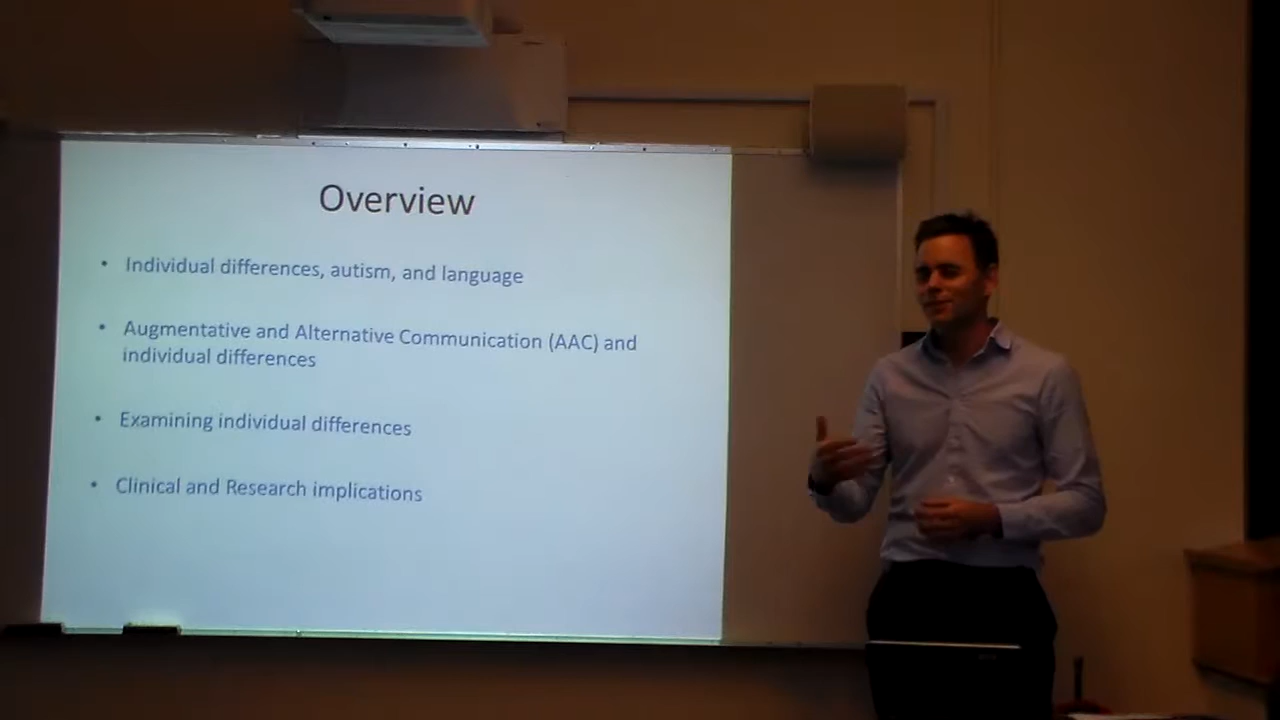 Overview
• Individual differences, autism, and language
• Augmentative and Alternative Communication (AAC) and
individual differences
• Examining individual differences
• Clinical and Research implications